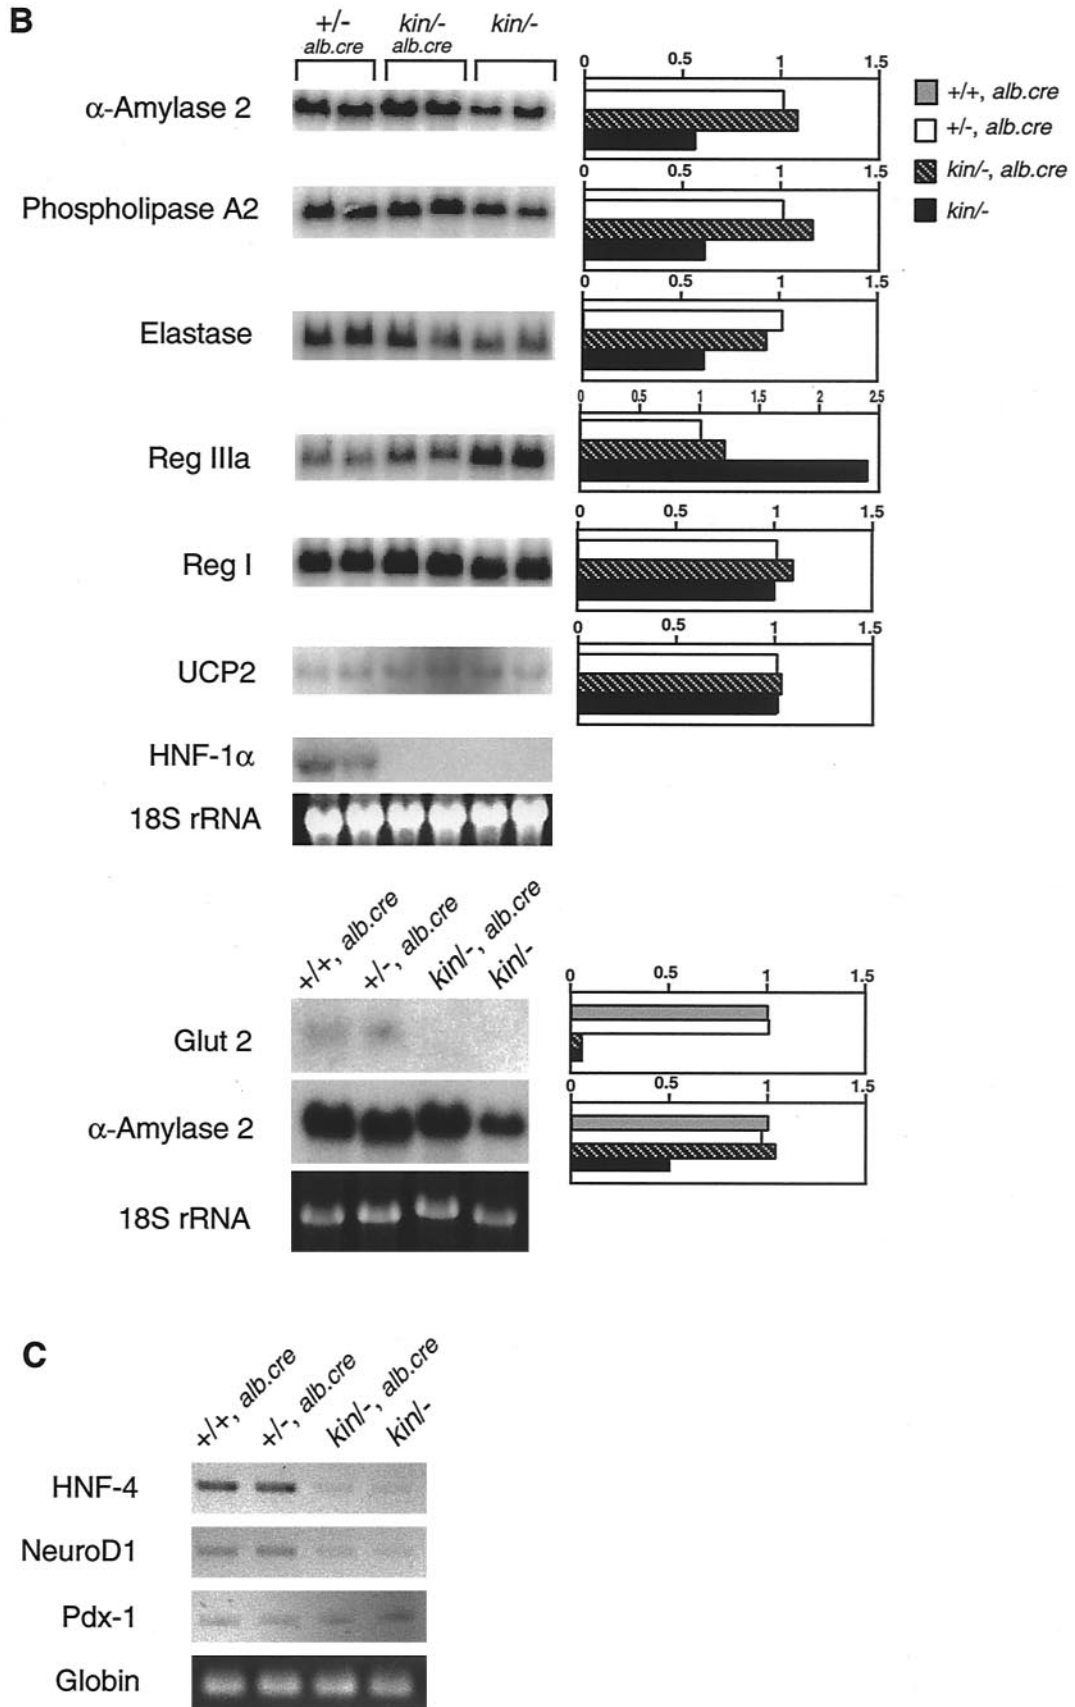 B
+/- kin/- kin/-
alb.cre alb.cre
0 0.5 1 1.5
α-Amylase 2
+/+, alb.cre
+/-, alb.cre
kin/-, alb.cre
kin/-
0 0.5 1 1.5
Phospholipase A2
0 0.5 1 1.5
Elastase
0 0.5 1 1.5 2 2.5
Reg IIIa
0 0.5 1 1.5
Reg I
0 0.5 1 1.5
UCP2
HNF-1α
18S rRNA
+/+, alb.cre +/-, alb.cre kin/-, alb.cre kin/-
0 0.5 1 1.5
Glut 2
0 0.5 1 1.5
α-Amylase 2
18S rRNA
C
+/+, alb.cre +/-, alb.cre kin/-, alb.cre kin/-
HNF-4
NeuroD1
Pdx-1
Globin